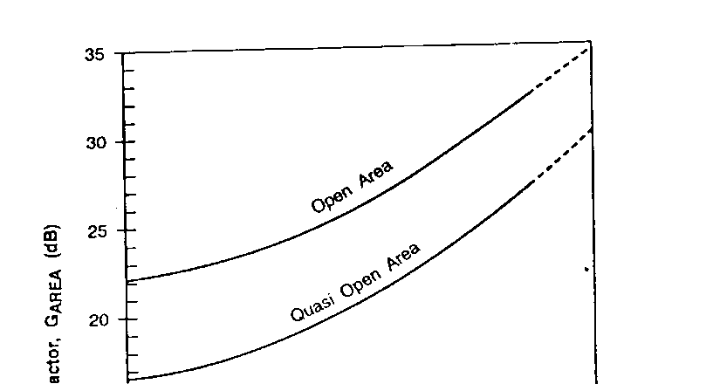 35
30
25
20
Open Area
Quasi Open Area
actor, GAREA (dB)